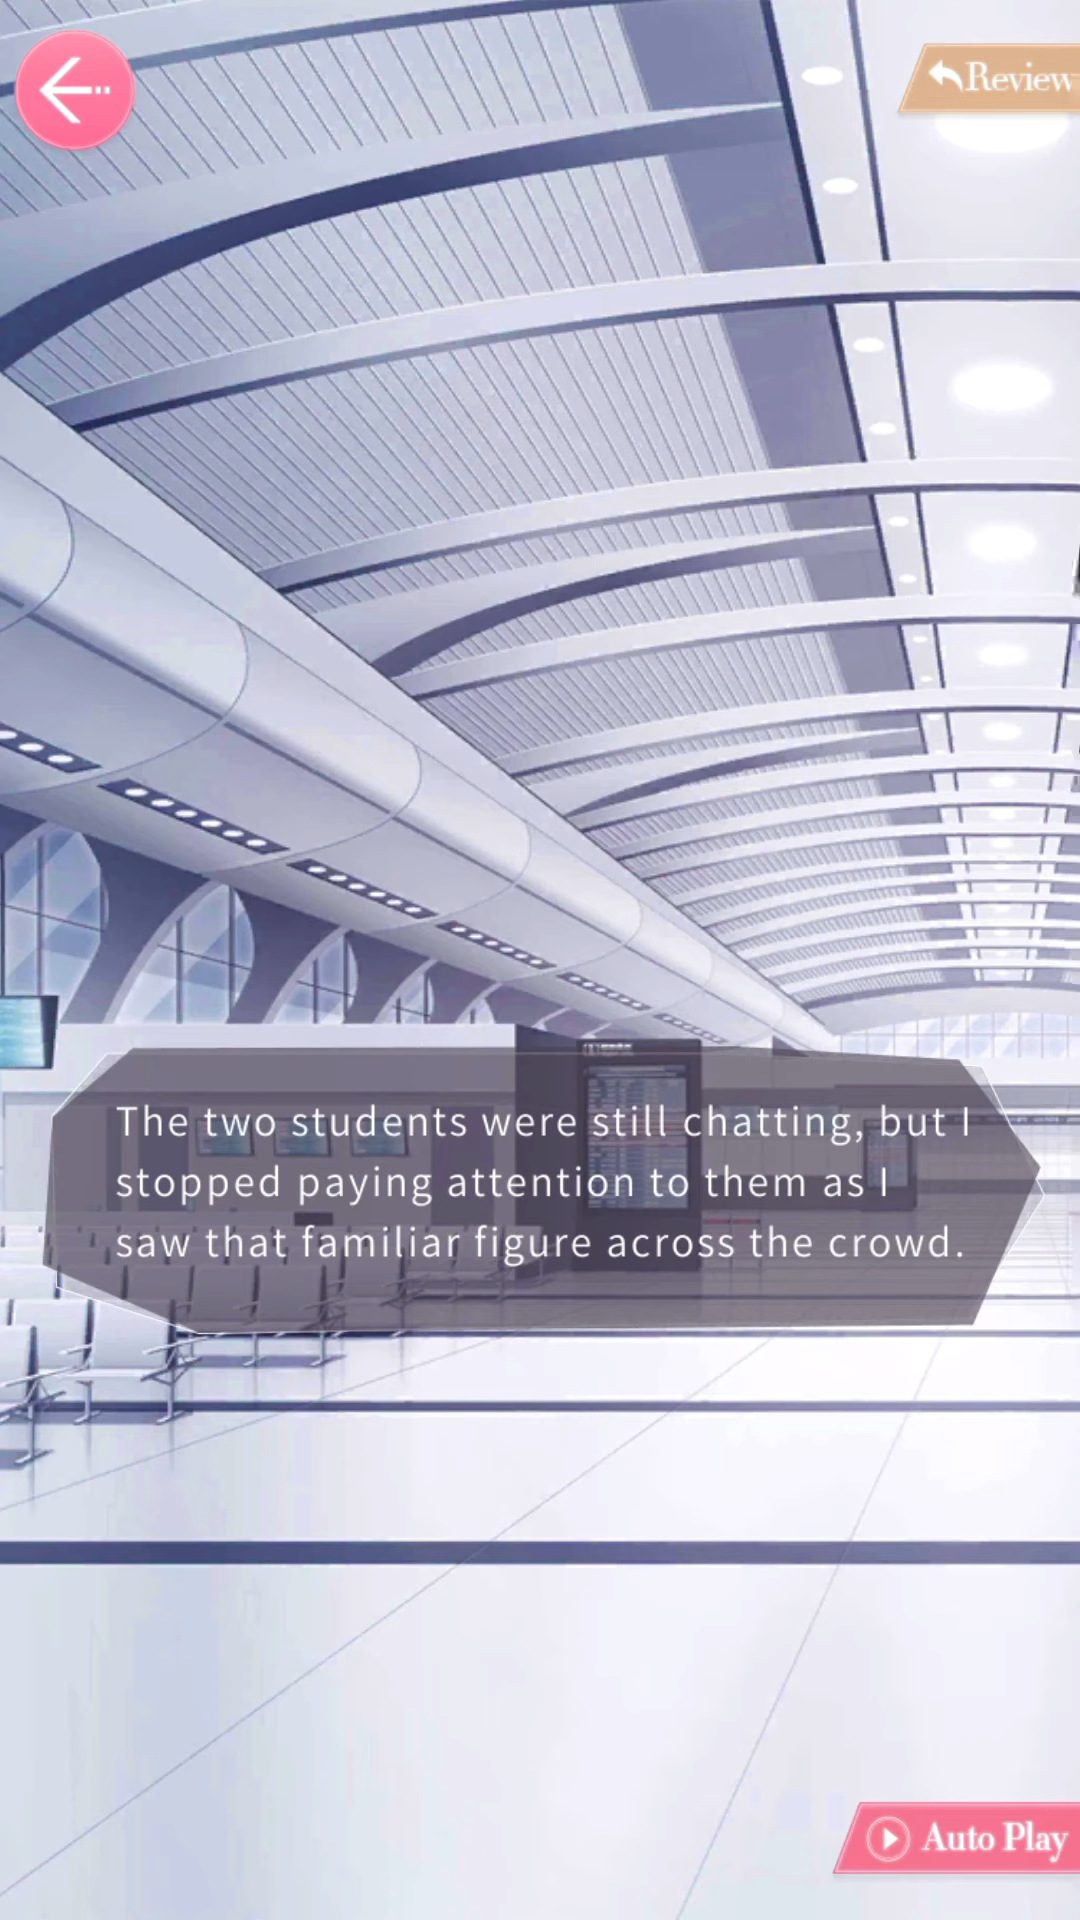 Review
The two students were still chatting, but I
stopped paying attention to them as I
saw that familiar figure across the crowd.
Auto Play